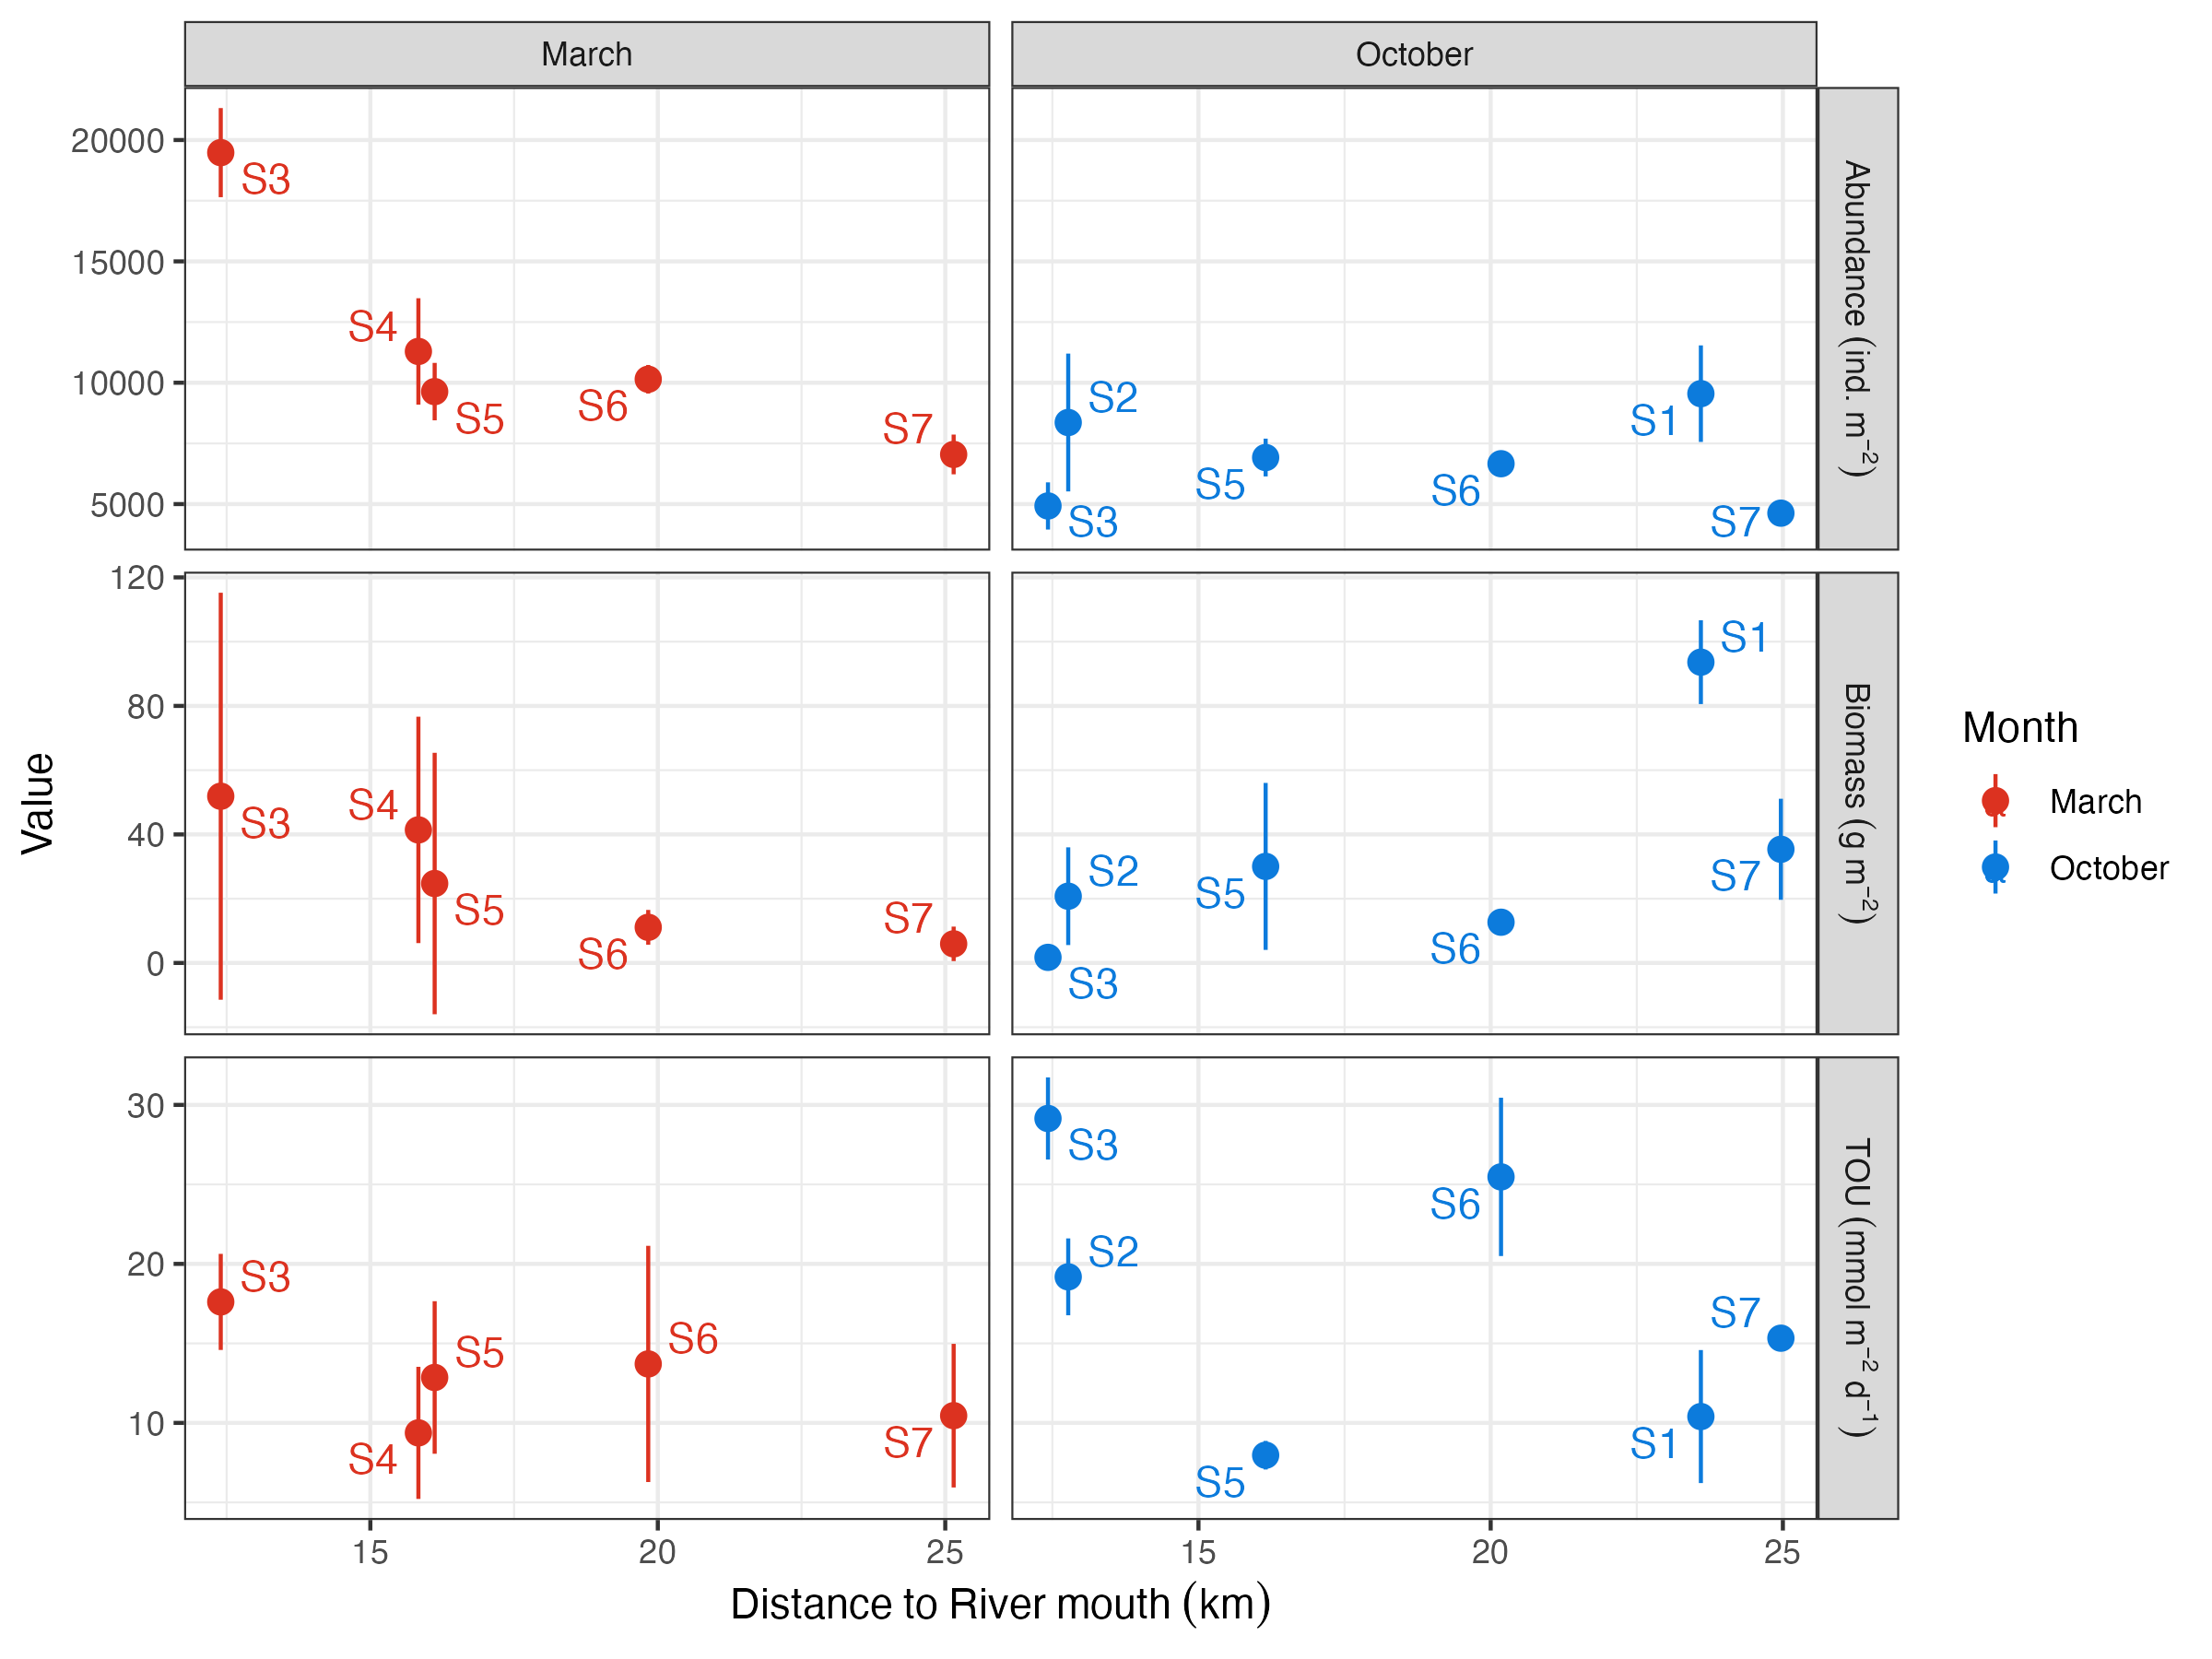 March
October
20000
15000
10000
5000
S3
S4
S5
S6
S7
S2
S3
S5
S6
S1
S7
Abundance (ind. m⁻²)
120
80
40
0
S3
S4
S5
S6
S7
S1
S2
S3
S5
S6
S7
Biomass (g m⁻²)
30
20
10
S3
S4
S5
S6
S7
S3
S2
S6
S5
S7
S1
TOU (mmol m⁻² d⁻¹)
15
20
25
15
20
25
Distance to River mouth (km)
Value
Month
March
October